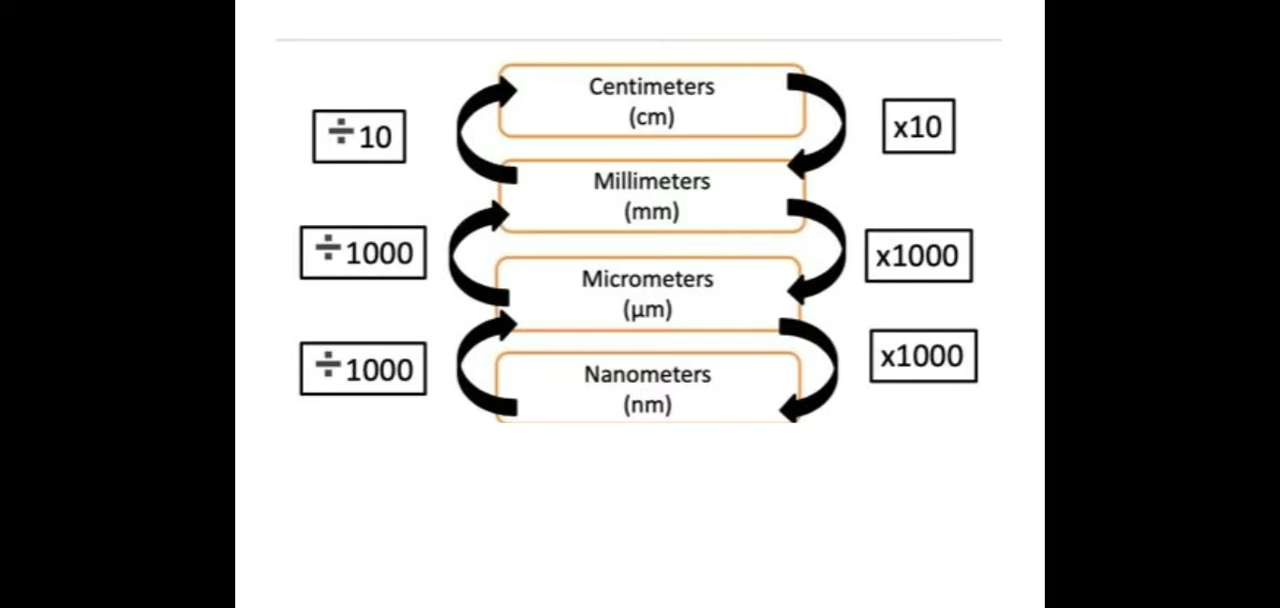 Centimeters
(cm)
÷10
x10
Millimeters
(mm)
÷1000
x1000
Micrometers
(μm)
÷1000
x1000
Nanometers
(nm)